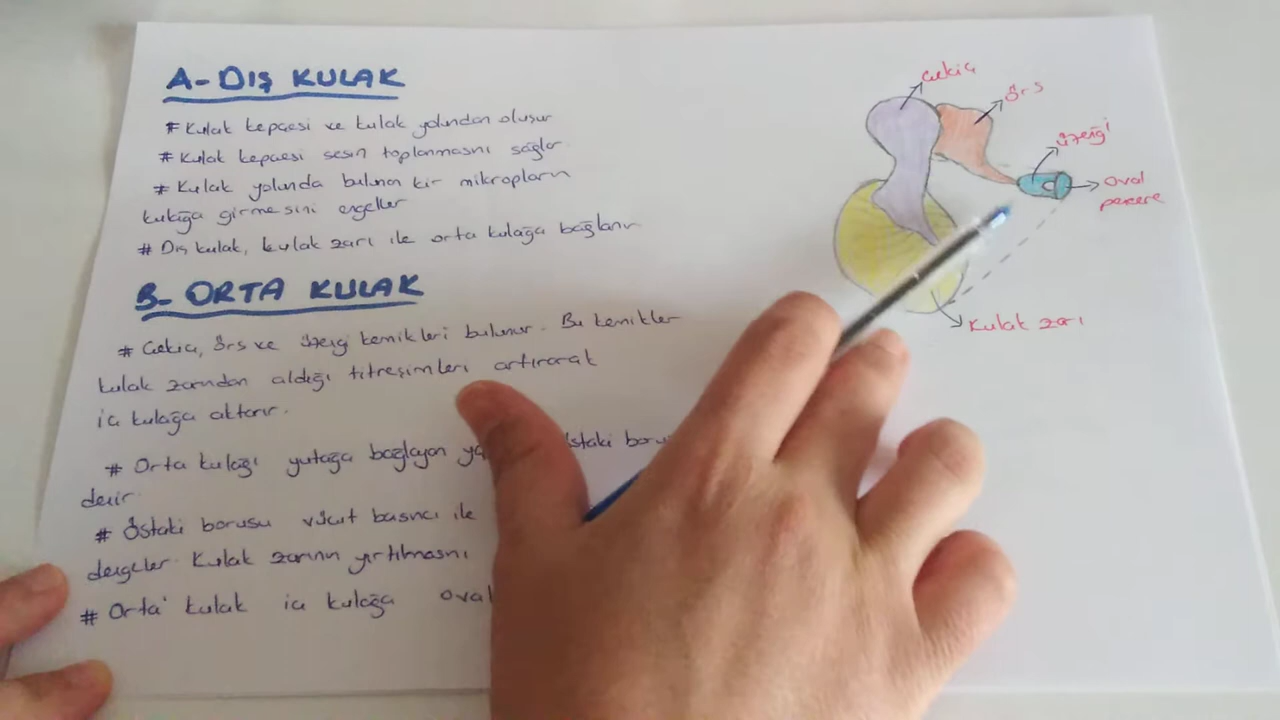 A- DIŞ KULAK
# Kulak kepçesi ve kulak yolundan oluşur
# Kulak kepçesi sesin toplanmasını sağlar
# Kulak yolunda bulunan kir mikropların
kulağa girmesini engeller
# Dış kulak, kulak zarı ile orta kulağa bağlanır
B- ORTA KULAK
# Çekiç, örs ve üzengi kemikleri bulunur. Bu kemikler
kulak zarından aldığı titreşimleri artırarak
iç kulağa aktarır.
# Orta kulağı yutağa bağlayan östaki
denir
# Östaki borusu vücut basıncı ile
dengeler. Kulak zarının yırtılmasını
# Orta kulak iç kulağa oval
Çekiç
Örs
üzengi
Oval
pencere
Kulak zarı